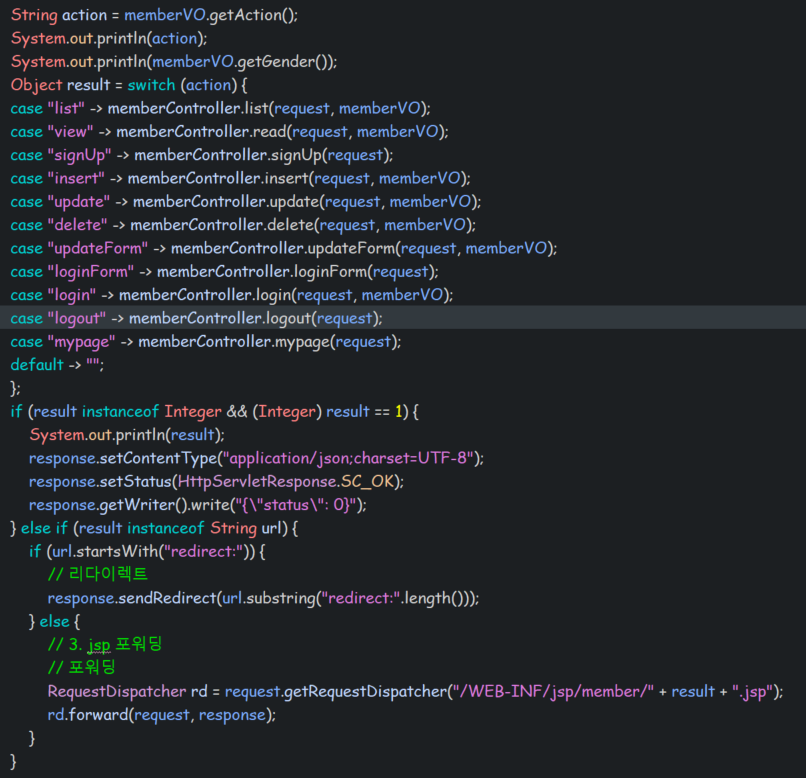 String action = memberVO.getAction();
System.out.println(action);
System.out.println(memberVO.getGender());
Object result = switch (action) {
case "list" -> memberController.list(request, memberVO);
case "view" -> memberController.read(request, memberVO);
case "signUp" -> memberController.signUp(request);
case "insert" -> memberController.insert(request, memberVO);
case "update" -> memberController.update(request, memberVO);
case "delete" -> memberController.delete(request, memberVO);
case "updateForm" -> memberController.updateForm(request, memberVO);
case "loginForm" -> memberController.loginForm(request);
case "login" -> memberController.login(request, memberVO);
case "logout" -> memberController.logout(request);
case "mypage" -> memberController.mypage(request);
default -> "";
};
if (result instanceof Integer && (Integer) result == 1) {
    System.out.println(result);
    response.setContentType("application/json;charset=UTF-8");
    response.setStatus(HttpServletResponse.SC_OK);
    response.getWriter().write("{\"status\": 0}");
} else if (result instanceof String url) {
    if (url.startsWith("redirect:")) {
        // 리다이렉트
        response.sendRedirect(url.substring("redirect:".length()));
    } else {
        // 3. jsp 포워딩
        // 포워딩
        RequestDispatcher rd = request.getRequestDispatcher("/WEB-INF/jsp/member/" + result + ".jsp");
        rd.forward(request, response);
    }
}